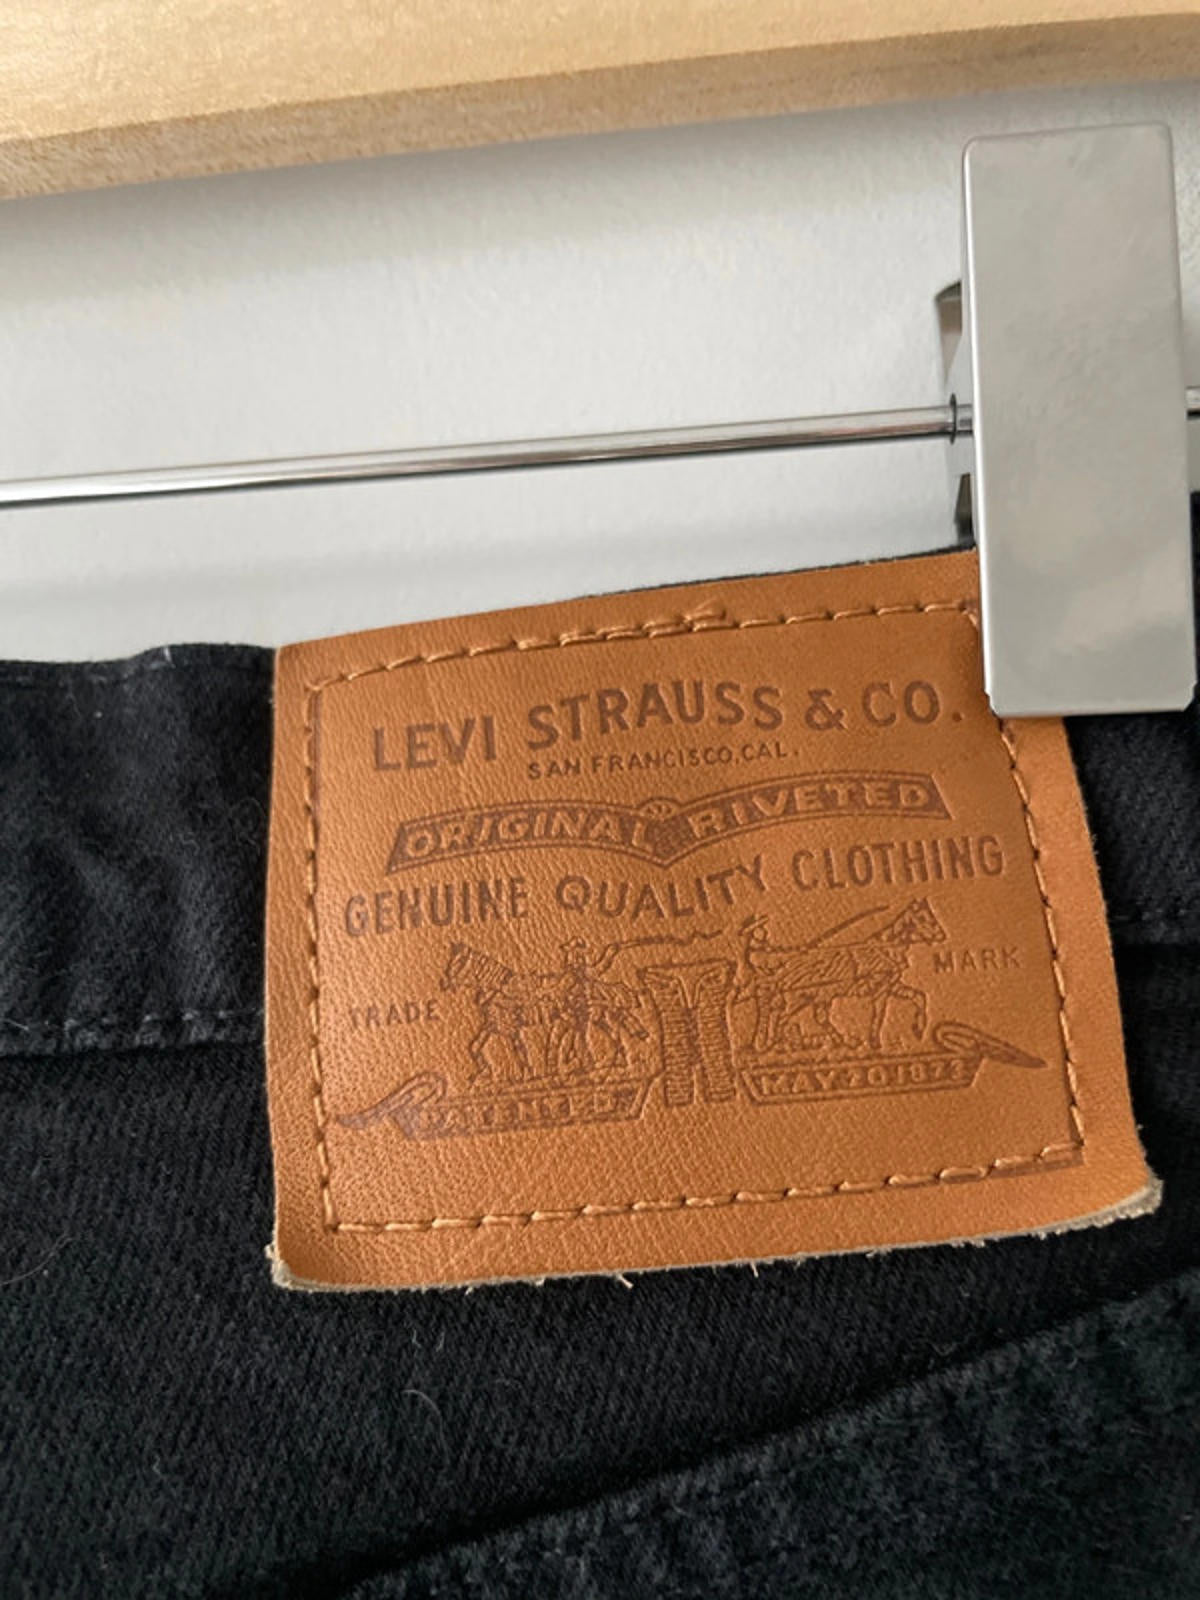 LEVI STRAUSS & CO.
SAN FRANCISCO, CAL.
ORIGINAL RIVETED
GENUINE QUALITY CLOTHING
TRADE MARK
PATENTED MAY 20 1873